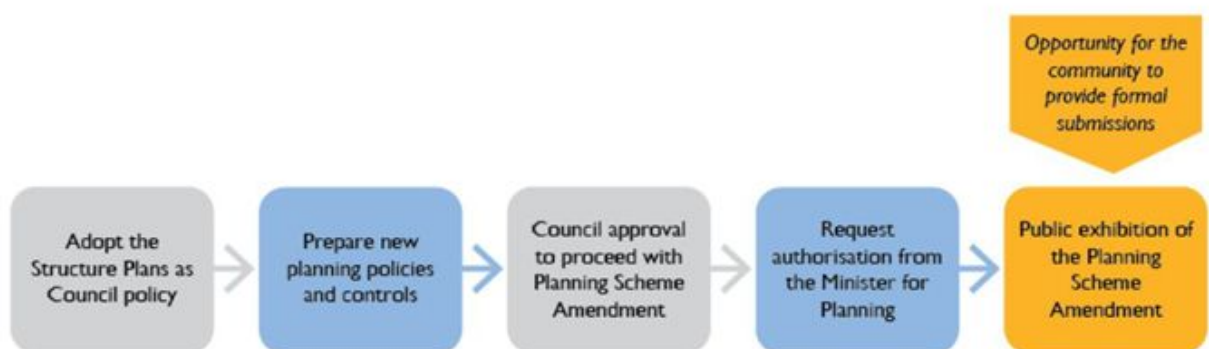 Opportunity for the
community to
provide formal
submissions
Adopt the
Structure Plans as
Council policy
Prepare new
planning policies
and controls
Council approval
to proceed with
Planning Scheme
Amendment
Request
authorisation from
the Minister for
Planning
Public exhibition of
the Planning
Scheme
Amendment